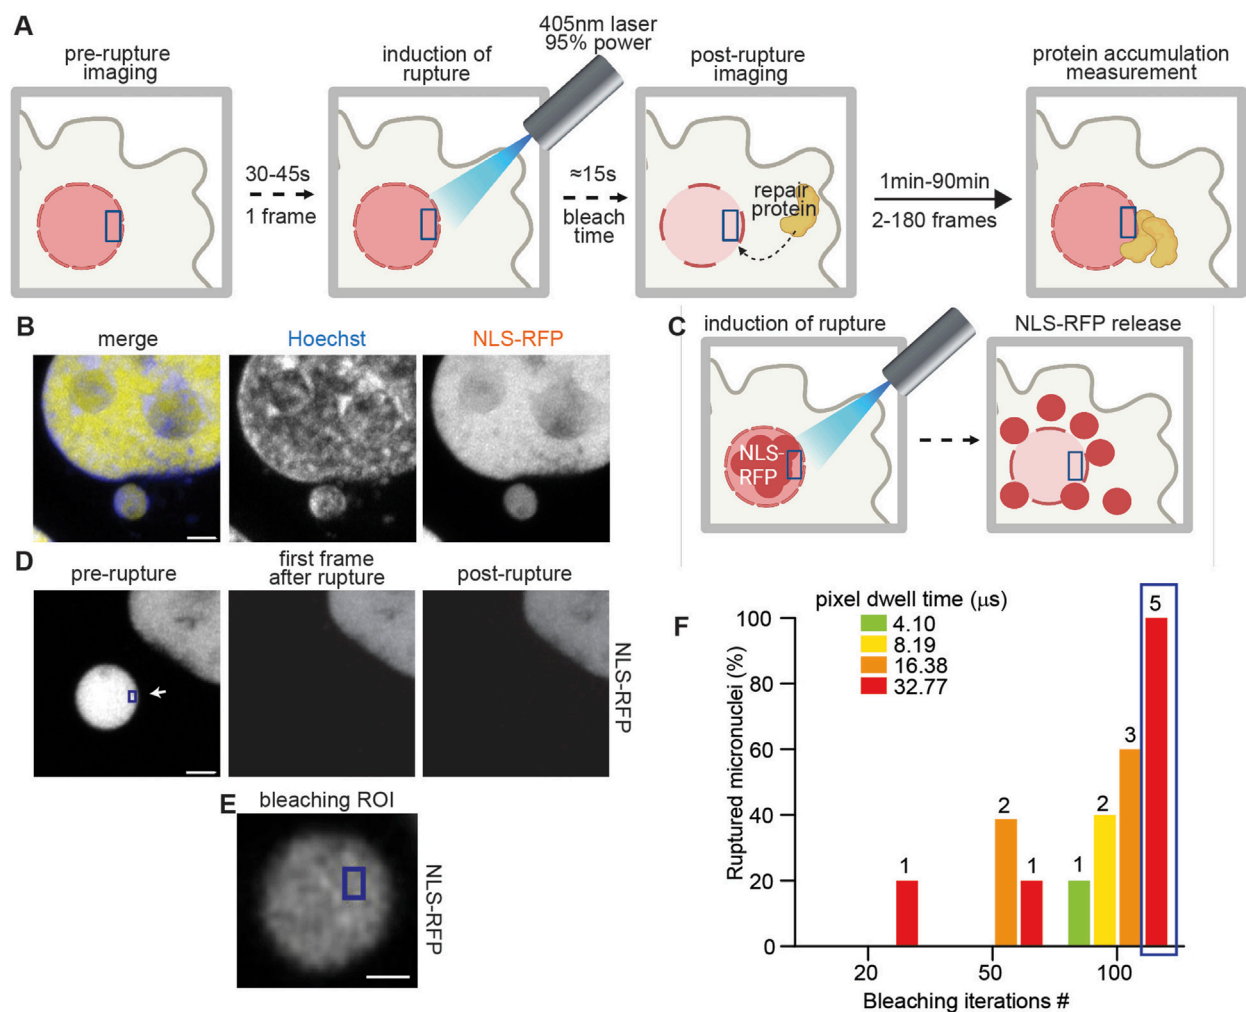 A
pre-rupture
imaging
induction of
rupture
405nm laser
95% power
post-rupture
imaging
protein accumulation
measurement
30-45s
1 frame
≈15s
bleach
time
repair
protein
1min-90min
2-180 frames
B
merge
Hoechst
NLS-RFP
C
induction of rupture
NLS-RFP release
NLS-
RFP
D
pre-rupture
first frame
after rupture
post-rupture
NLS-RFP
E
bleaching ROI
NLS-RFP
F
pixel dwell time (μs)
4.10
8.19
16.38
32.77
Ruptured micronuclei (%)
100
80
60
40
20
0
1
2
1
1
2
3
5
20
50
100
Bleaching iterations #